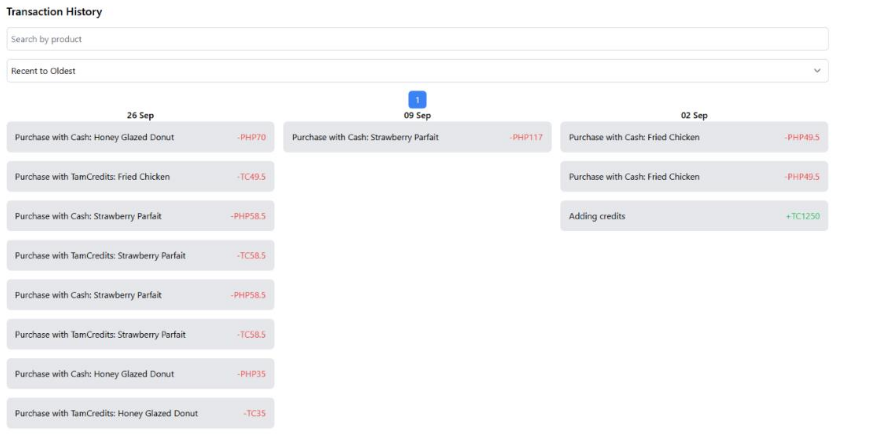 Transaction History
Search by product
Recent to Oldest
1
26 Sep
Purchase with Cash: Honey Glazed Donut -PHP70
Purchase with TamCredits: Fried Chicken -TC49.5
Purchase with Cash: Strawberry Parfait -PHP58.5
Purchase with TamCredits: Strawberry Parfait -TC58.5
Purchase with Cash: Strawberry Parfait -PHP58.5
Purchase with TamCredits: Strawberry Parfait -TC58.5
Purchase with Cash: Honey Glazed Donut -PHP35
Purchase with TamCredits: Honey Glazed Donut -TC35
09 Sep
Purchase with Cash: Strawberry Parfait -PHP117
02 Sep
Purchase with Cash: Fried Chicken -PHP49.5
Purchase with Cash: Fried Chicken -PHP49.5
Adding credits +TC1250